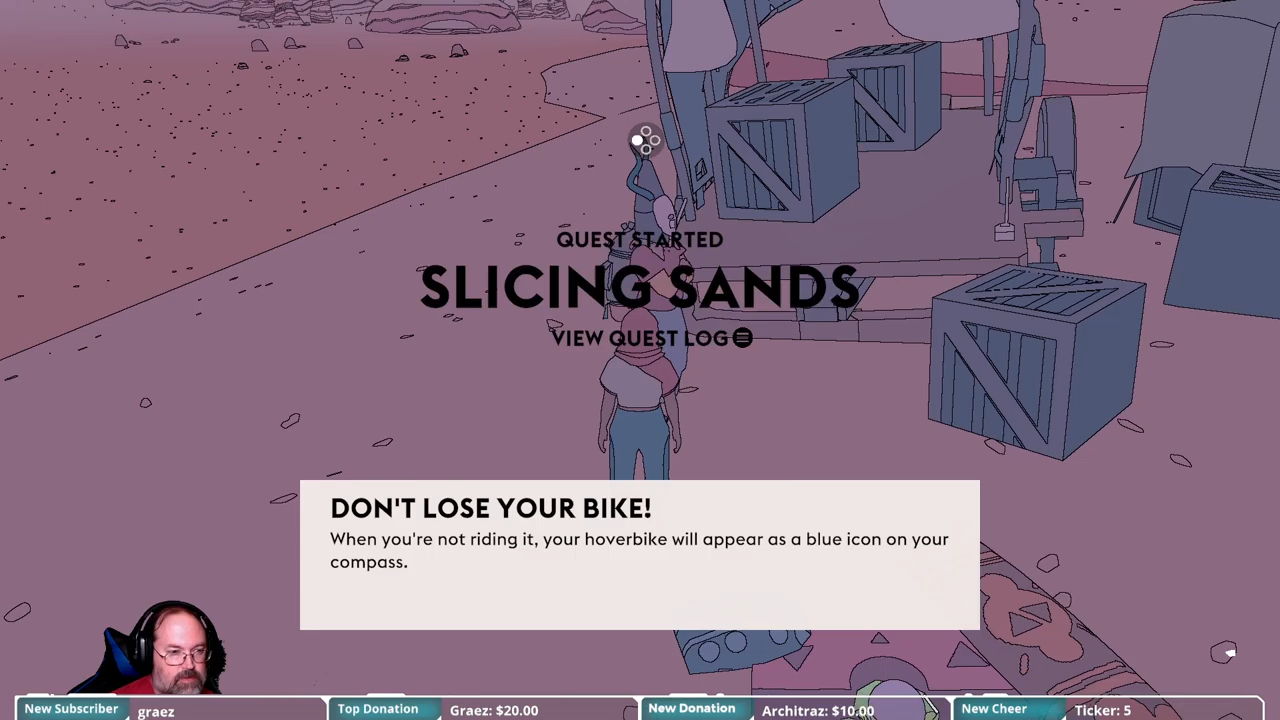 QUEST STARTED
SLICING SANDS
VIEW QUEST LOG
DON'T LOSE YOUR BIKE!
When you're not riding it, your hoverbike will appear as a blue icon on your
compass.
New Subscriber graez Top Donation Graez: $20.00 New Donation Architraz: $10.00 New Cheer Ticker: 5